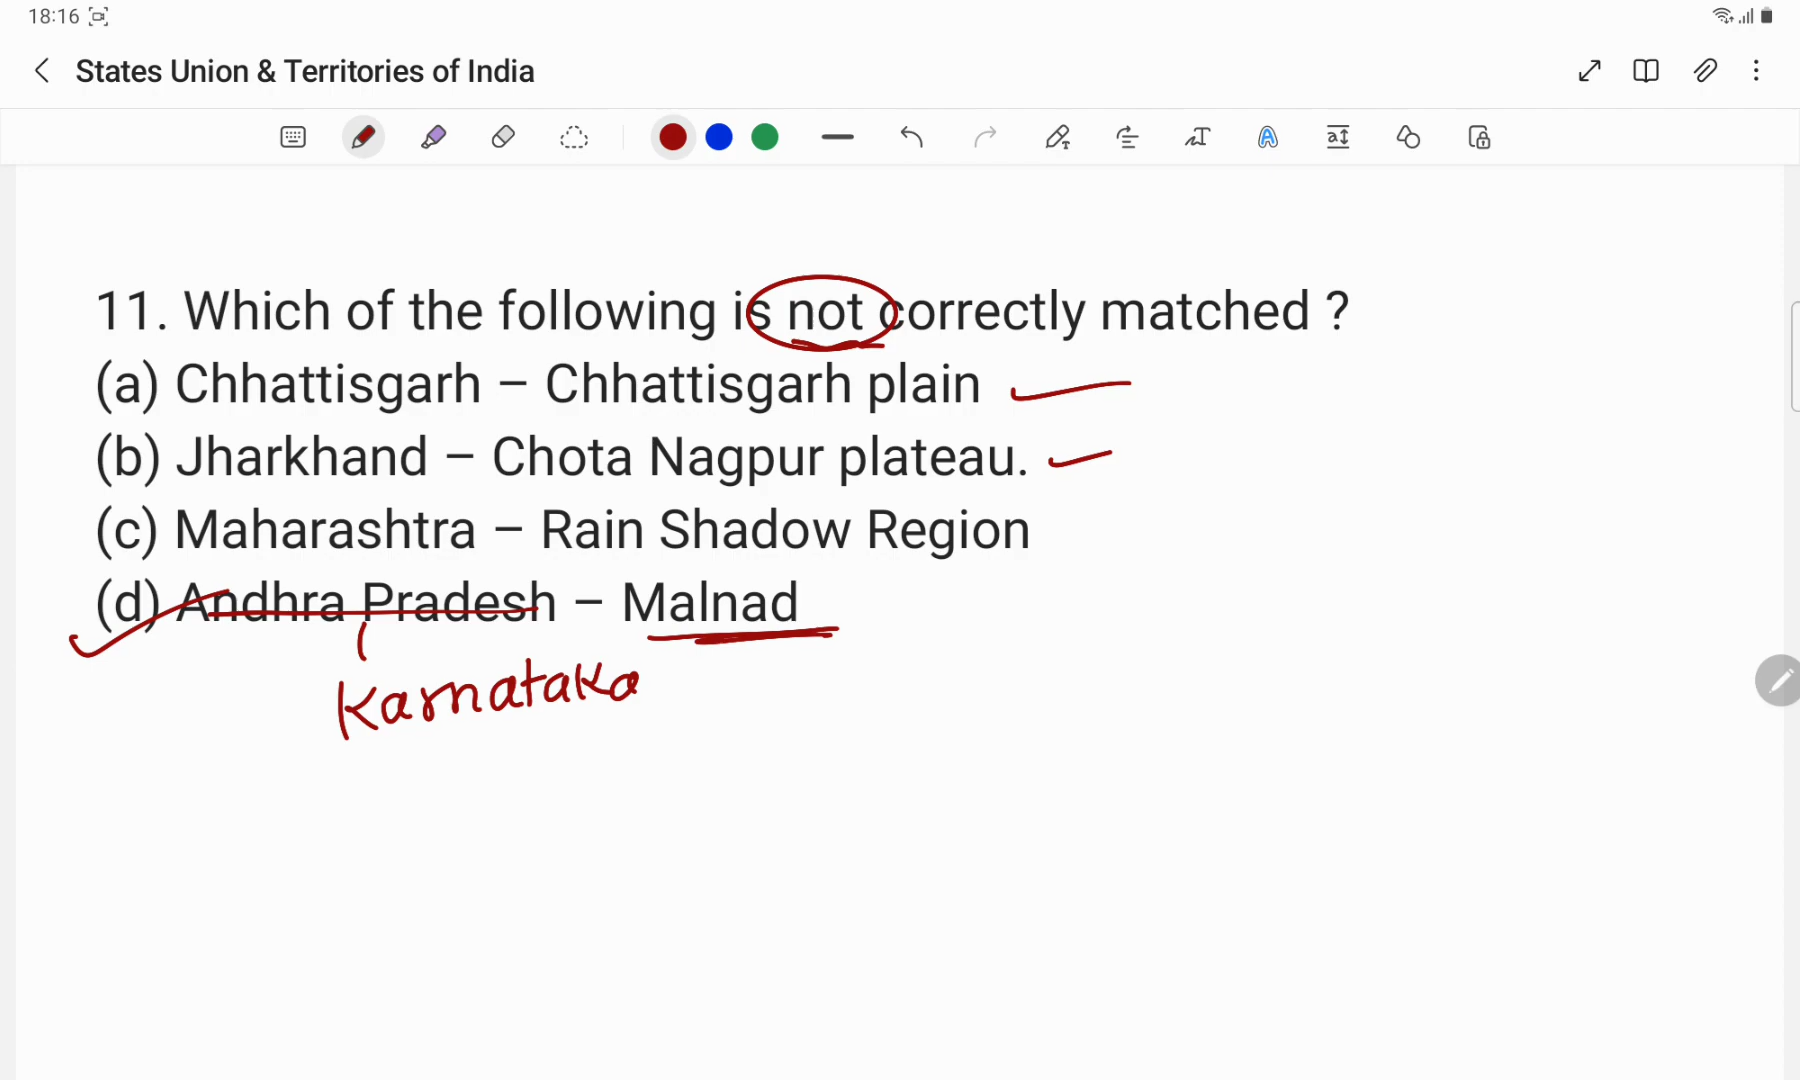 18:16
States Union & Territories of India
11. Which of the following is not correctly matched ?
(a) Chhattisgarh – Chhattisgarh plain
(b) Jharkhand – Chota Nagpur plateau.
(c) Maharashtra – Rain Shadow Region
(d) Andhra Pradesh – Malnad
Karnataka